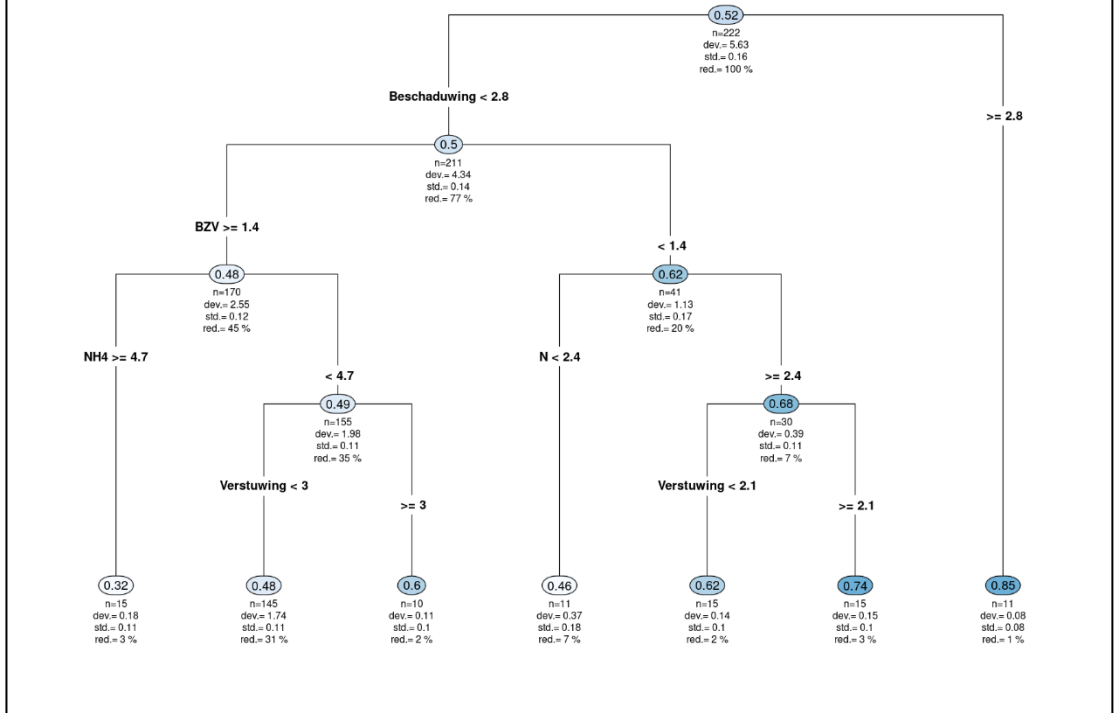 0.52
n=222
dev.= 5.63
std.= 0.16
red.= 100 %
Beschaduwing < 2.8
>= 2.8
0.5
n=211
dev.= 4.34
std.= 0.14
red.= 77 %
BZV >= 1.4
< 1.4
0.48
n=170
dev.= 2.55
std.= 0.12
red.= 45 %
0.62
n=41
dev.= 1.13
std.= 0.17
red.= 20 %
NH4 >= 4.7
< 4.7
N < 2.4
>= 2.4
0.49
n=155
dev.= 1.98
std.= 0.11
red.= 35 %
0.68
n=30
dev.= 0.39
std.= 0.11
red.= 7 %
Verstuwing < 3
>= 3
Verstuwing < 2.1
>= 2.1
0.32
n=15
dev.= 0.18
std.= 0.11
red.= 3 %
0.48
n=145
dev.= 1.74
std.= 0.11
red.= 31 %
0.6
n=10
dev.= 0.11
std.= 0.1
red.= 2 %
0.46
n=11
dev.= 0.37
std.= 0.18
red.= 7 %
0.62
n=15
dev.= 0.14
std.= 0.1
red.= 2 %
0.74
n=15
dev.= 0.15
std.= 0.1
red.= 3 %
0.85
n=11
dev.= 0.08
std.= 0.08
red.= 1 %